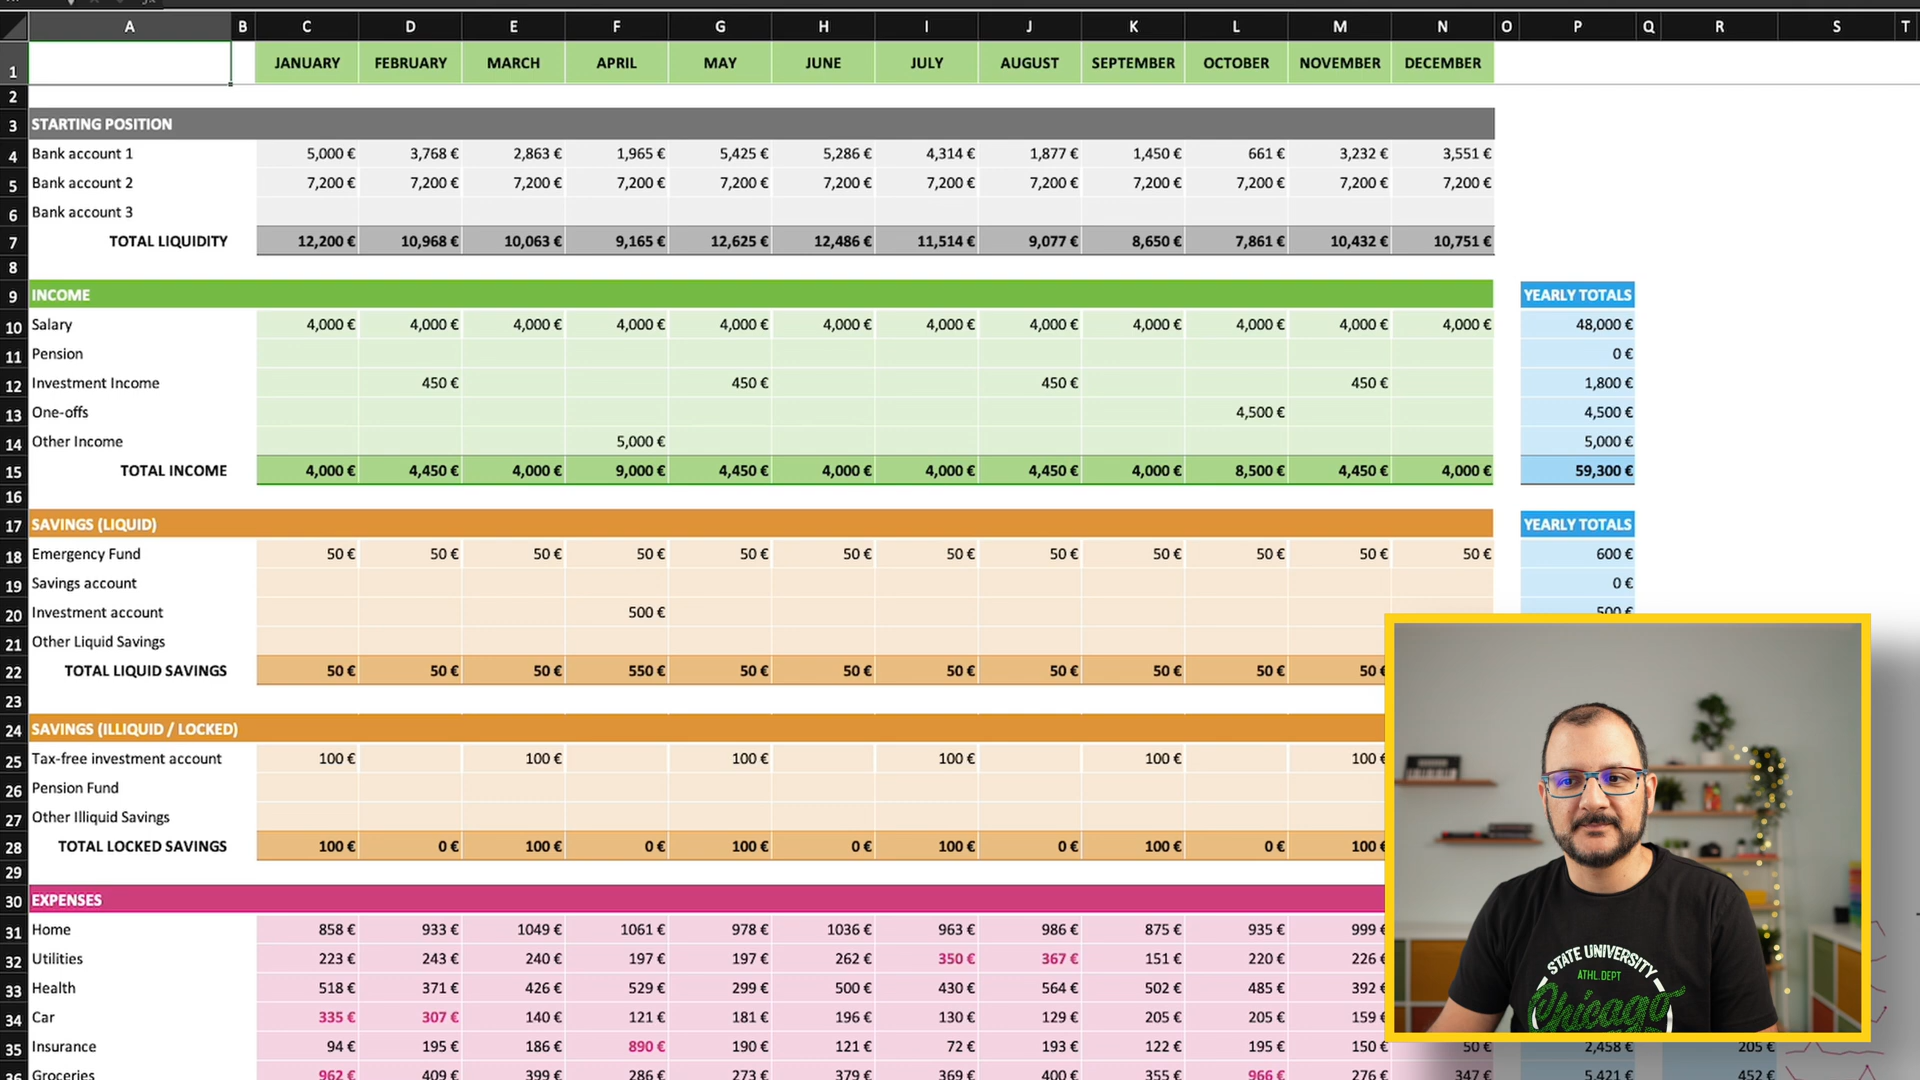 A B C D E F G H I J K L M N O P Q R S T
1 JANUARY FEBRUARY MARCH APRIL MAY JUNE JULY AUGUST SEPTEMBER OCTOBER NOVEMBER DECEMBER
2
3 STARTING POSITION
4 Bank account 1 5,000 € 3,768 € 2,863 € 1,965 € 5,425 € 5,286 € 4,314 € 1,877 € 1,450 € 661 € 3,232 € 3,551 €
5 Bank account 2 7,200 € 7,200 € 7,200 € 7,200 € 7,200 € 7,200 € 7,200 € 7,200 € 7,200 € 7,200 € 7,200 € 7,200 €
6 Bank account 3
7 TOTAL LIQUIDITY 12,200 € 10,968 € 10,063 € 9,165 € 12,625 € 12,486 € 11,514 € 9,077 € 8,650 € 7,861 € 10,432 € 10,751 €
8
9 INCOME YEARLY TOTALS
10 Salary 4,000 € 4,000 € 4,000 € 4,000 € 4,000 € 4,000 € 4,000 € 4,000 € 4,000 € 4,000 € 4,000 € 4,000 € 48,000 €
11 Pension 0 €
12 Investment Income 450 € 450 € 450 € 450 € 1,800 €
13 One-offs 4,500 € 4,500 €
14 Other Income 5,000 € 5,000 €
15 TOTAL INCOME 4,000 € 4,450 € 4,000 € 9,000 € 4,450 € 4,000 € 4,000 € 4,450 € 4,000 € 8,500 € 4,450 € 4,000 € 59,300 €
16
17 SAVINGS (LIQUID) YEARLY TOTALS
18 Emergency Fund 50 € 50 € 50 € 50 € 50 € 50 € 50 € 50 € 50 € 50 € 50 € 50 € 600 €
19 Savings account 0 €
20 Investment account 500 € 500 €
21 Other Liquid Savings
22 TOTAL LIQUID SAVINGS 50 € 50 € 50 € 550 € 50 € 50 € 50 € 50 € 50 € 50 € 50 €
23
24 SAVINGS (ILLIQUID / LOCKED)
25 Tax-free investment account 100 € 100 € 100 € 100 € 100 € 100 €
26 Pension Fund
27 Other Illiquid Savings
28 TOTAL LOCKED SAVINGS 100 € 0 € 100 € 0 € 100 € 0 € 100 € 0 € 100 € 0 € 100 €
29
30 EXPENSES
31 Home 858 € 933 € 1049 € 1061 € 978 € 1036 € 963 € 986 € 875 € 935 € 999 €
32 Utilities 223 € 243 € 240 € 197 € 197 € 262 € 350 € 367 € 151 € 220 € 226 €
33 Health 518 € 371 € 426 € 529 € 299 € 500 € 430 € 564 € 502 € 485 € 392 €
34 Car 335 € 307 € 140 € 121 € 181 € 196 € 130 € 129 € 205 € 205 € 159 €
35 Insurance 94 € 195 € 186 € 890 € 190 € 121 € 72 € 193 € 122 € 195 € 150 € 50 € 2,458 € 205 €
36 Groceries 962 € 409 € 399 € 286 € 273 € 379 € 369 € 400 € 355 € 966 € 276 € 347 € 5,421 € 452 €
STATE UNIVERSITY
ATHL. DEPT
Chicago